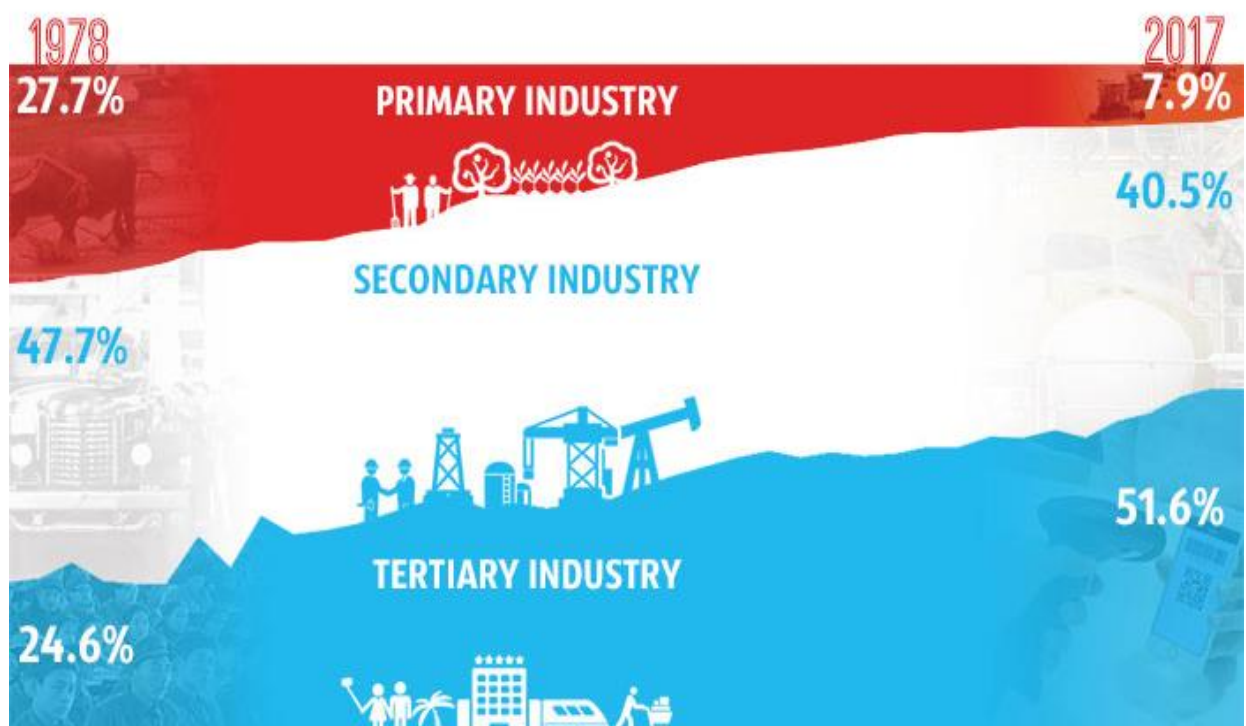 1978
2017
27.7%
PRIMARY INDUSTRY
7.9%
40.5%
SECONDARY INDUSTRY
47.7%
51.6%
TERTIARY INDUSTRY
24.6%